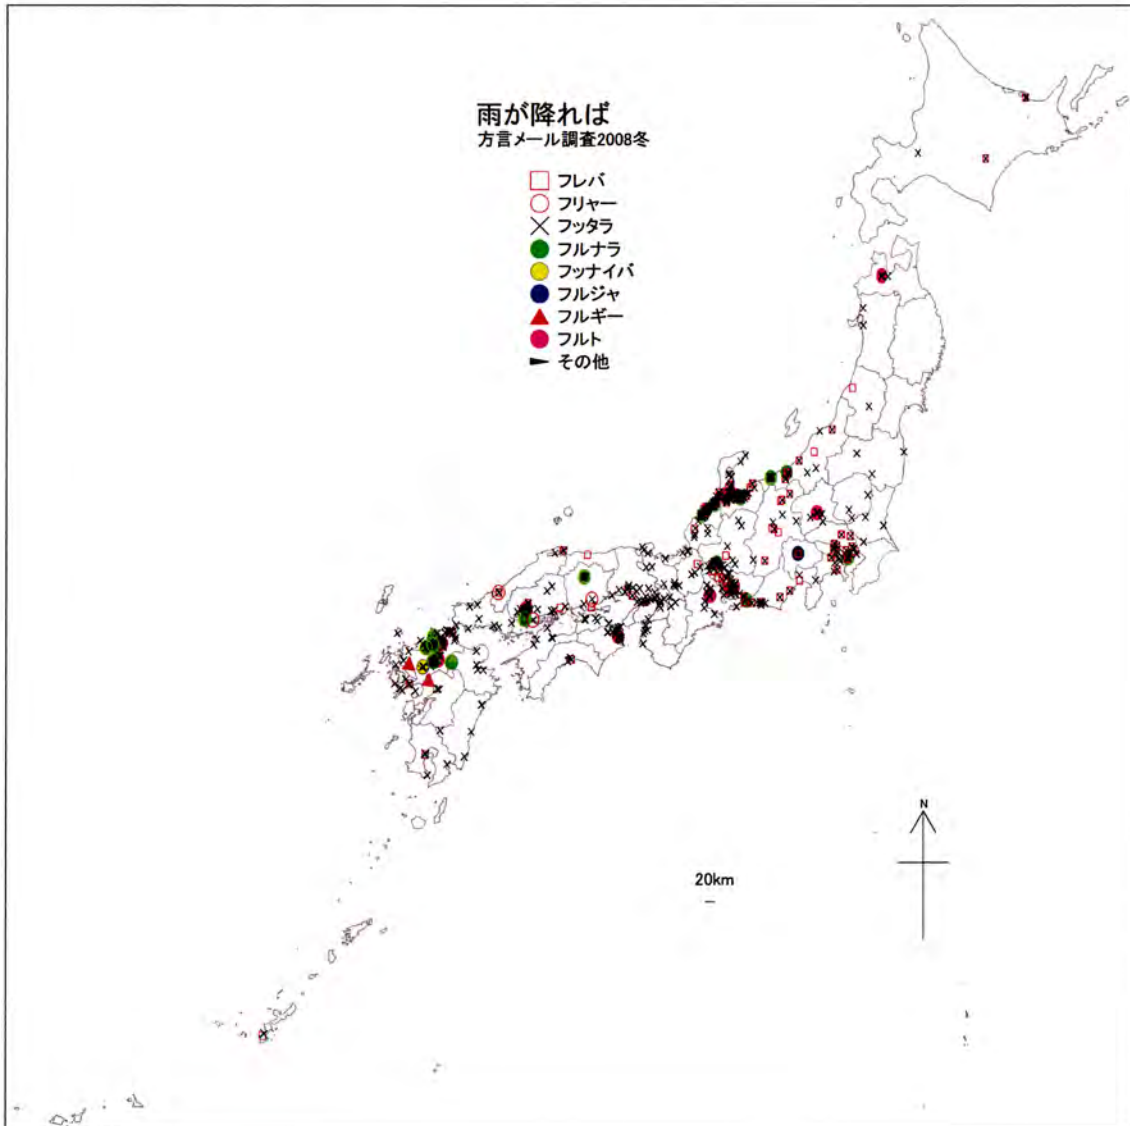 雨が降れば
方言メール調査2008冬
フレバ
フリャー
フッタラ
フルナラ
フッナイバ
フルジャ
フルギー
フルト
その他
N
20km